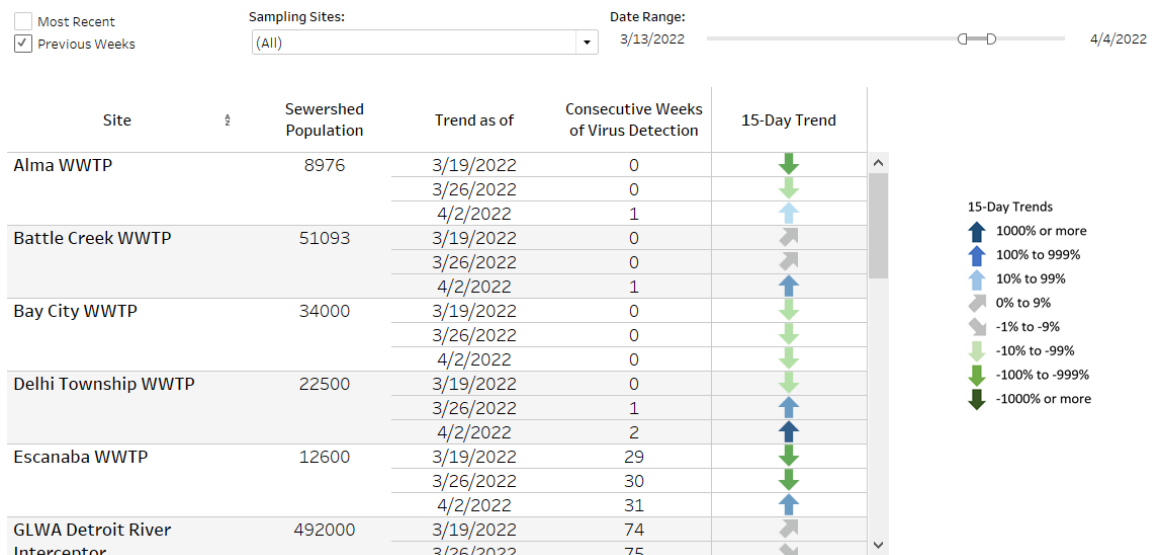 Most Recent
Previous Weeks
Sampling Sites:
(All)
Date Range:
3/13/2022 4/4/2022
Site Sewershed Population Trend as of Consecutive Weeks of Virus Detection 15-Day Trend
Alma WWTP 8976 3/19/2022 0
3/26/2022 0
4/2/2022 1
Battle Creek WWTP 51093 3/19/2022 0
3/26/2022 0
4/2/2022 1
Bay City WWTP 34000 3/19/2022 0
3/26/2022 0
4/2/2022 0
Delhi Township WWTP 22500 3/19/2022 0
3/26/2022 1
4/2/2022 2
Escanaba WWTP 12600 3/19/2022 29
3/26/2022 30
4/2/2022 31
GLWA Detroit River 492000 3/19/2022 74
Interceptor 3/26/2022 75
15-Day Trends
1000% or more
100% to 999%
10% to 99%
0% to 9%
-1% to -9%
-10% to -99%
-100% to -999%
-1000% or more